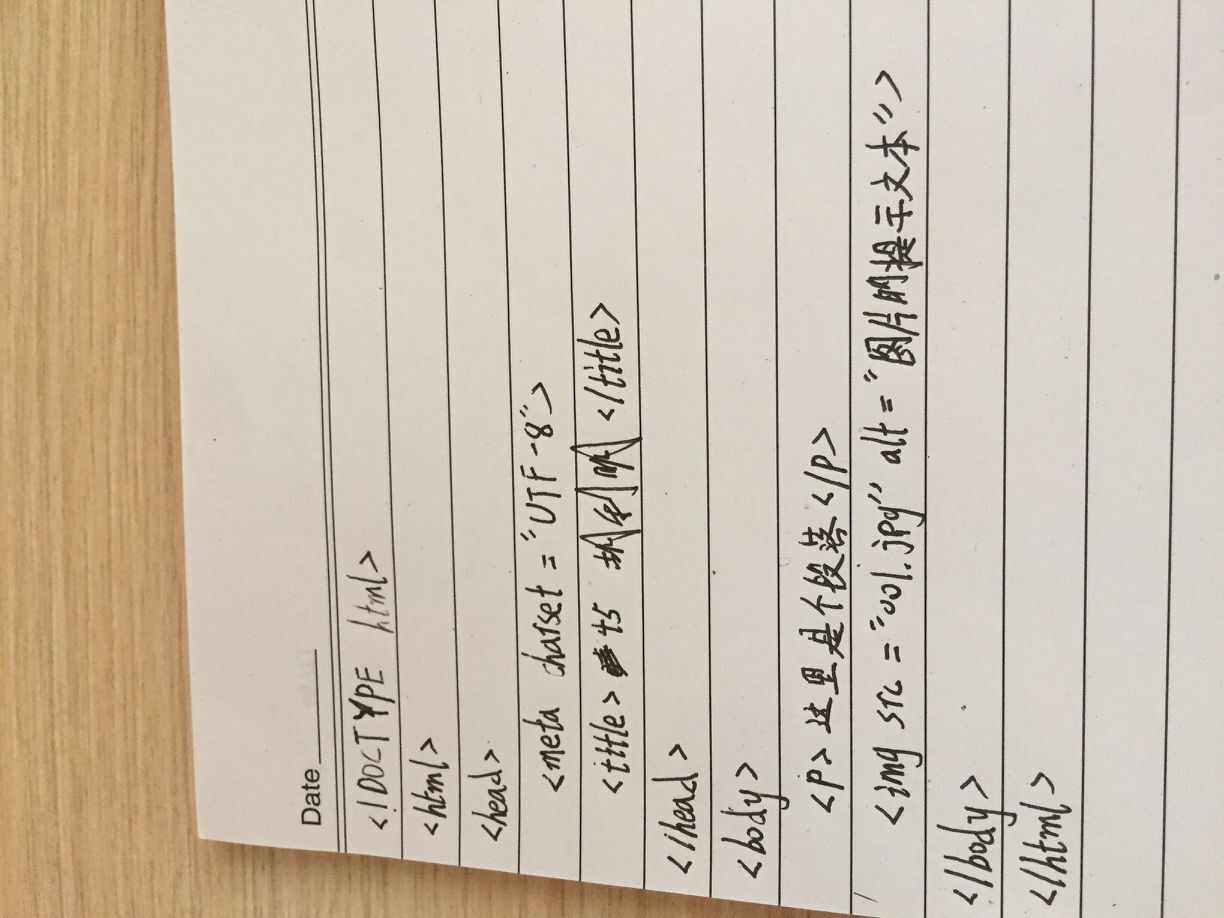 Date
<!DOCTYPE html>
<html>
<head>
<meta charset="UTF-8">
<title> 45 </title>
</head>
<body>
<p>这里是个段落</p>
<img src="001.jpg" alt="图片的提示文本">
</body>
</html>